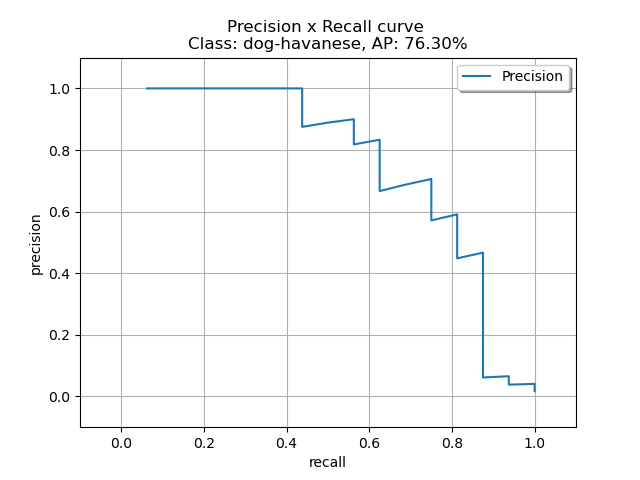 Precision x Recall curve
Class: dog-havanese, AP: 76.30%
Precision
1.0
0.8
0.6
0.4
0.2
0.0
precision
0.0 0.2 0.4 0.6 0.8 1.0
recall